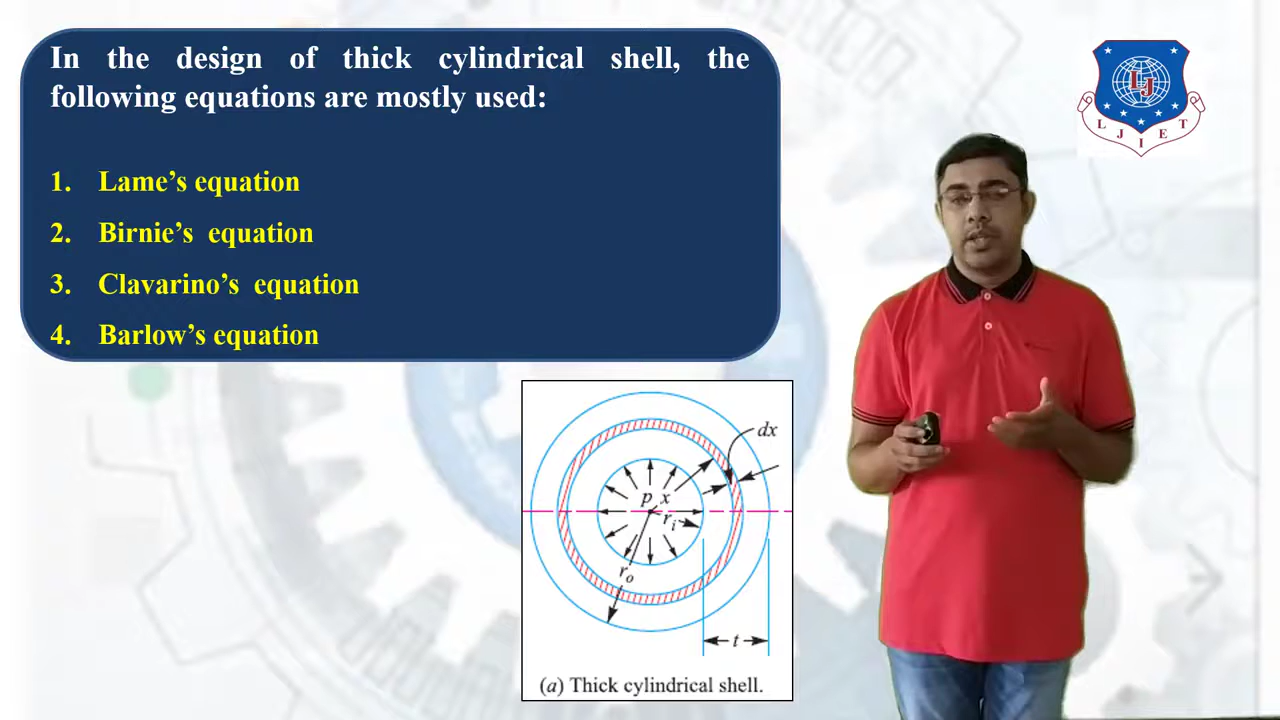 In the design of thick cylindrical shell, the
following equations are mostly used:
1. Lame's equation
2. Birnie's equation
3. Clavarino's equation
4. Barlow's equation
LJ
L J I E T
dx
p x
ri
ro
t
(a) Thick cylindrical shell.